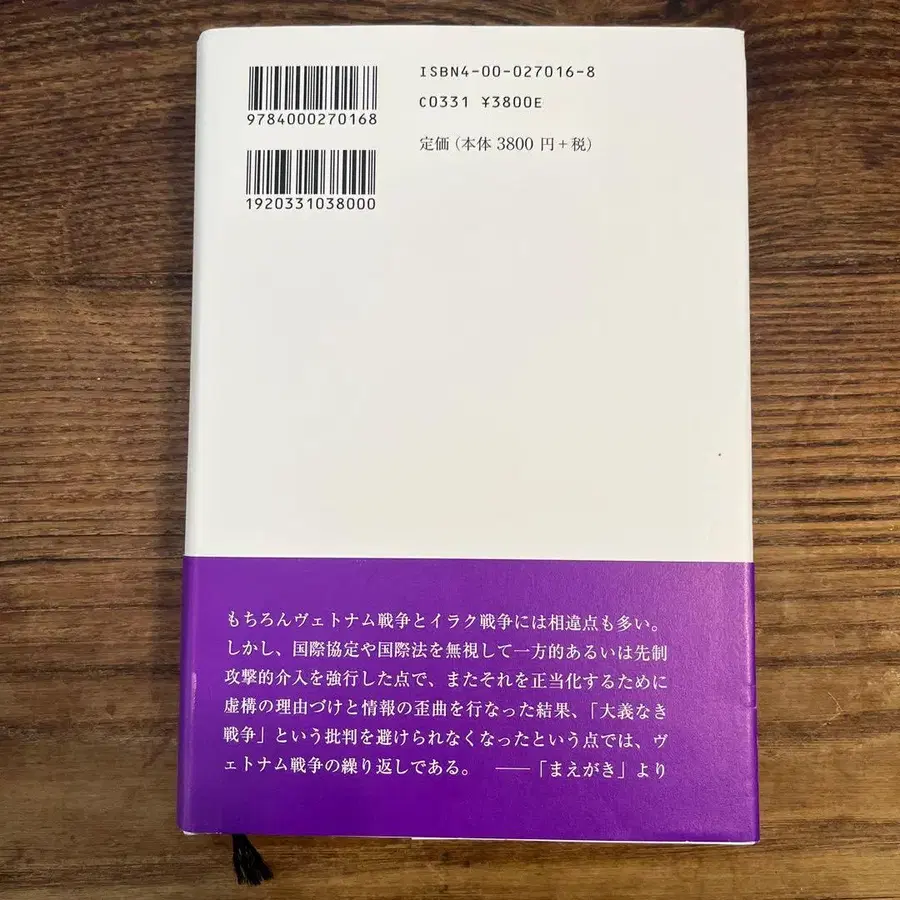 ISBN4-00-027016-8
C0331 ¥3800E
定価(本体 3800 円+税)
9784000270168
1920331038000
もちろんヴェトナム戦争とイラク戦争には相違点も多い。
しかし、国際協定や国際法を無視して一方的あるいは先制
攻撃的介入を強行した点で、またそれを正当化するために
虚構の理由づけと情報の歪曲を行なった結果、「大義なき
戦争」という批判を避けられなくなったという点では、ヴ
ェトナム戦争の繰り返しである。 ――「まえがき」より